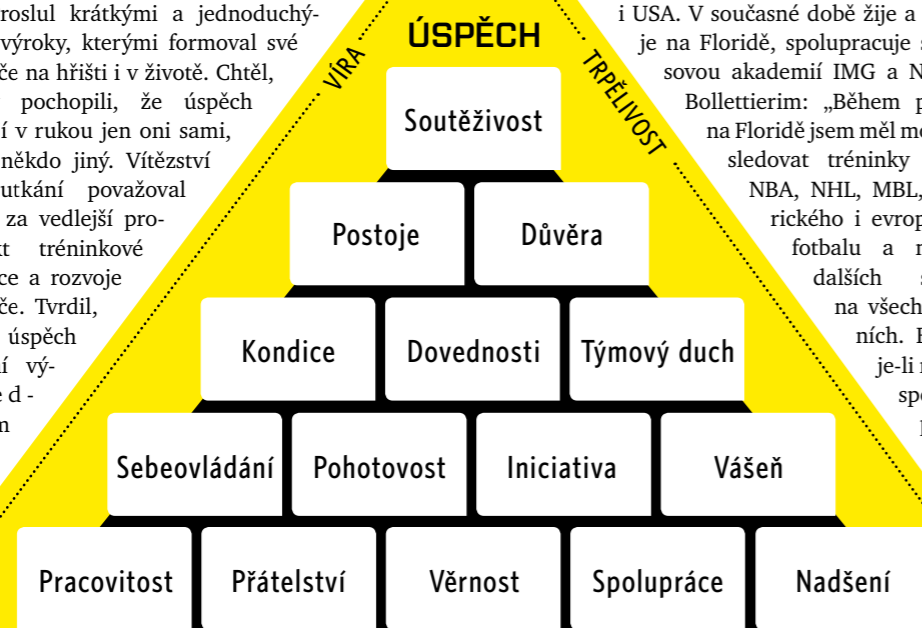 roslul krátkými a jednoduchý-
výroky, kterými formoval své
če na hřišti i v životě. Chtěl,
pochopili, že úspěch
í v rukou jen oni sami,
někdo jiný. Vítězství
utkání považoval
za vedlejší pro-
kt tréninkové
ce a rozvoje
če. Tvrdil,
úspěch
í vý-
e d -
m
ÚSPĚCH
VÍRA
TRPĚLIVOST
Soutěživost
Postoje
Důvěra
Kondice
Dovednosti
Týmový duch
Sebeovládání
Pohotovost
Iniciativa
Vášeň
Pracovitost
Přátelství
Věrnost
Spolupráce
Nadšení
i USA. V současné době žije a
je na Floridě, spolupracuje s
sovou akademií IMG a N
Bollettierim: „Během p
na Floridě jsem měl mo
sledovat tréninky
NBA, NHL, MBL,
rického i evrop
fotbalu a m
dalších s
na všech
ních. B
je-li n
spo
p